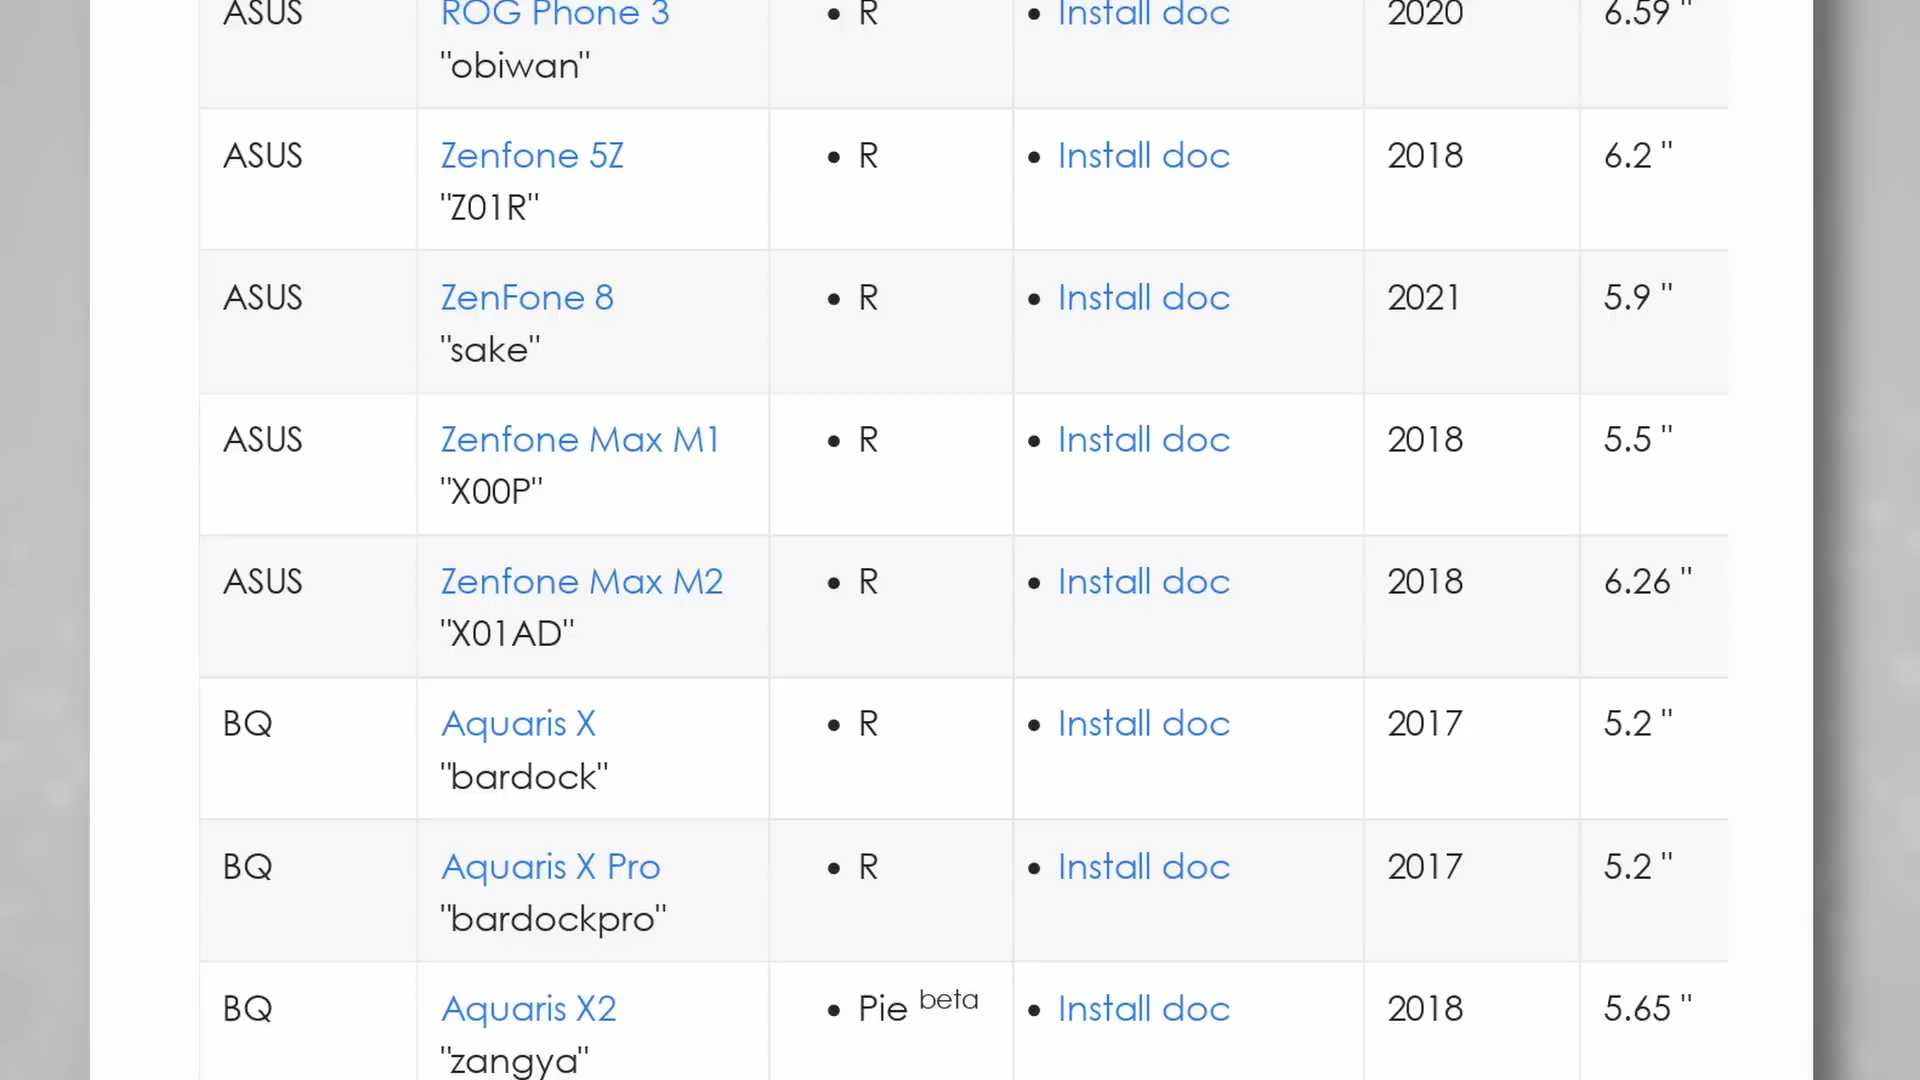 ASUS ROG Phone 3 • R • Install doc 2020 6.59 "
"obiwan"
ASUS Zenfone 5Z • R • Install doc 2018 6.2 "
"Z01R"
ASUS ZenFone 8 • R • Install doc 2021 5.9 "
"sake"
ASUS Zenfone Max M1 • R • Install doc 2018 5.5 "
"X00P"
ASUS Zenfone Max M2 • R • Install doc 2018 6.26 "
"X01AD"
BQ Aquaris X • R • Install doc 2017 5.2 "
"bardock"
BQ Aquaris X Pro • R • Install doc 2017 5.2 "
"bardockpro"
BQ Aquaris X2 • Pie beta • Install doc 2018 5.65 "
"zangya"